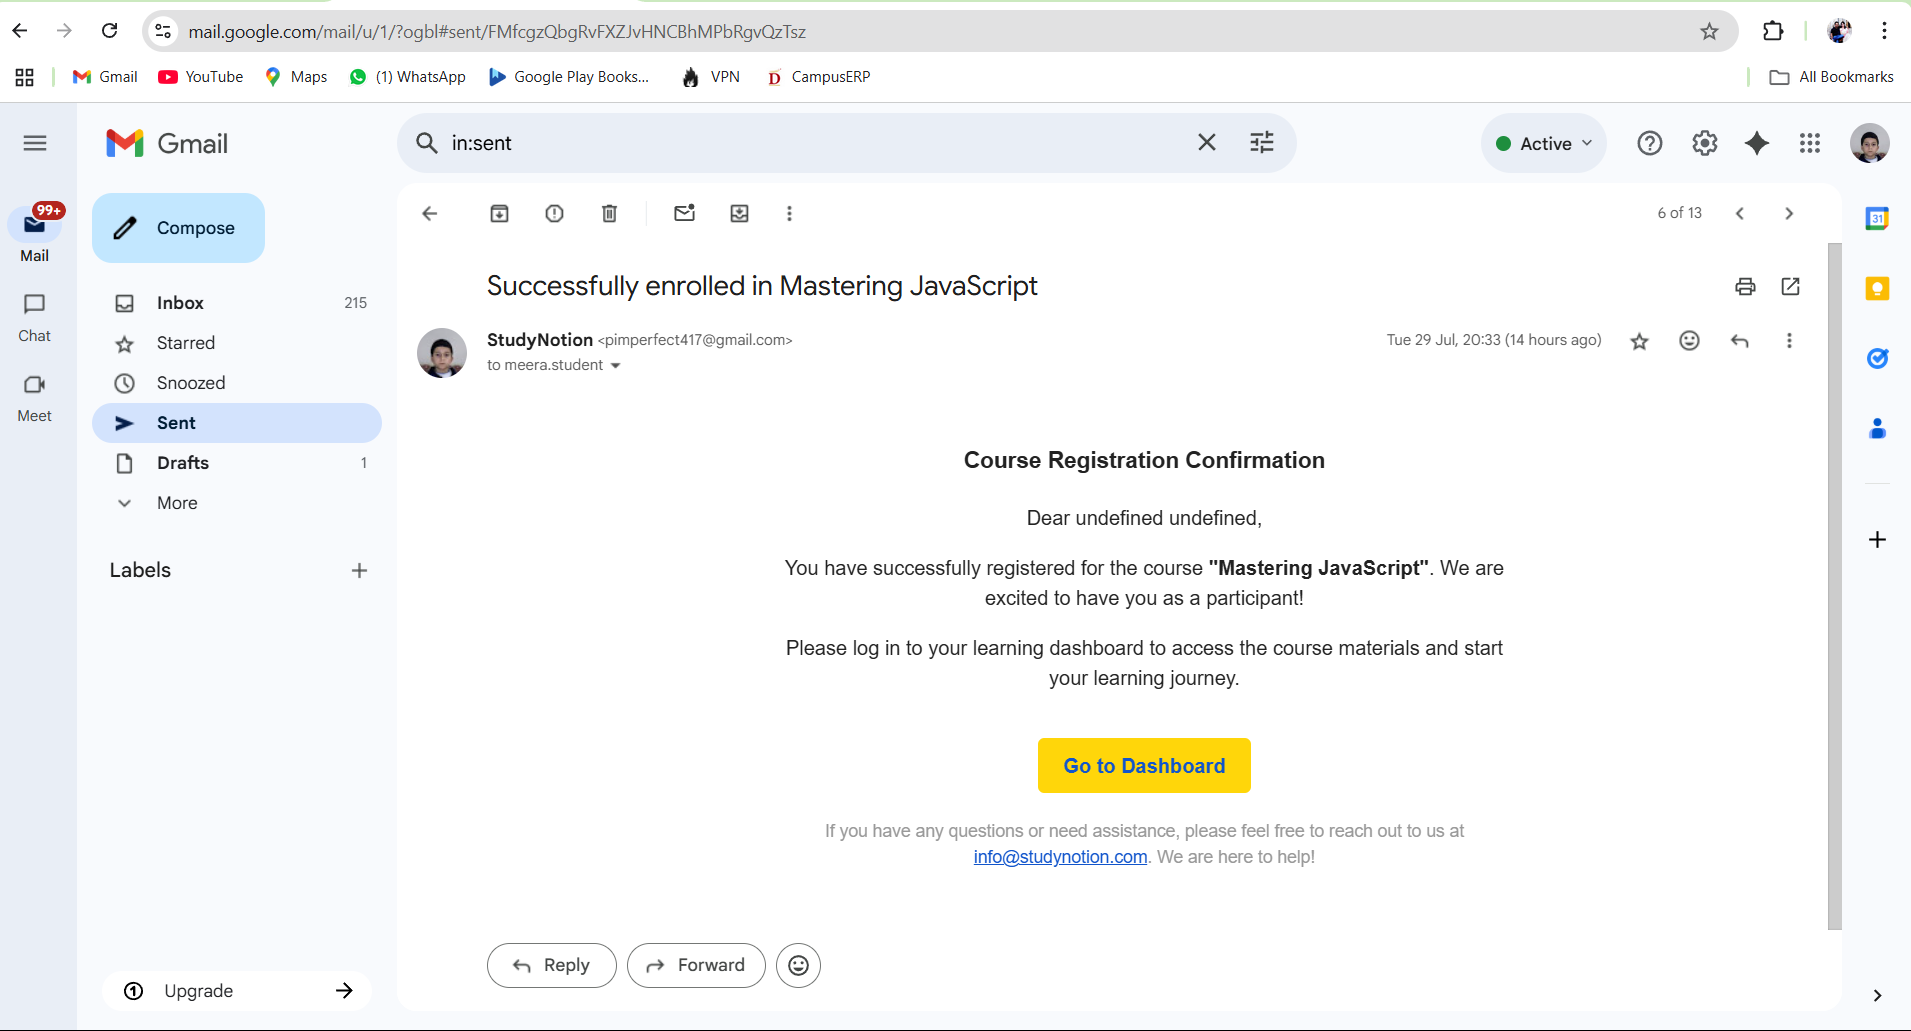 mail.google.com/mail/u/1/?ogbl#sent/FMfcgzQbgRvFXZJvHNCBhMPbRgvQzTsz
Gmail
YouTube
Maps
(1) WhatsApp
Google Play Books...
VPN
D CampusERP
All Bookmarks
Gmail
in:sent
Active
99+
Mail
Chat
Meet
Compose
Inbox 215
Starred
Snoozed
Sent
Drafts 1
More
Labels
Upgrade
6 of 13
31
Successfully enrolled in Mastering JavaScript
StudyNotion <pimperfect417@gmail.com>
Tue 29 Jul, 20:33 (14 hours ago)
to meera.student
Course Registration Confirmation
Dear undefined undefined,
You have successfully registered for the course "Mastering JavaScript". We are
excited to have you as a participant!
Please log in to your learning dashboard to access the course materials and start
your learning journey.
Go to Dashboard
If you have any questions or need assistance, please feel free to reach out to us at
info@studynotion.com. We are here to help!
Reply
Forward